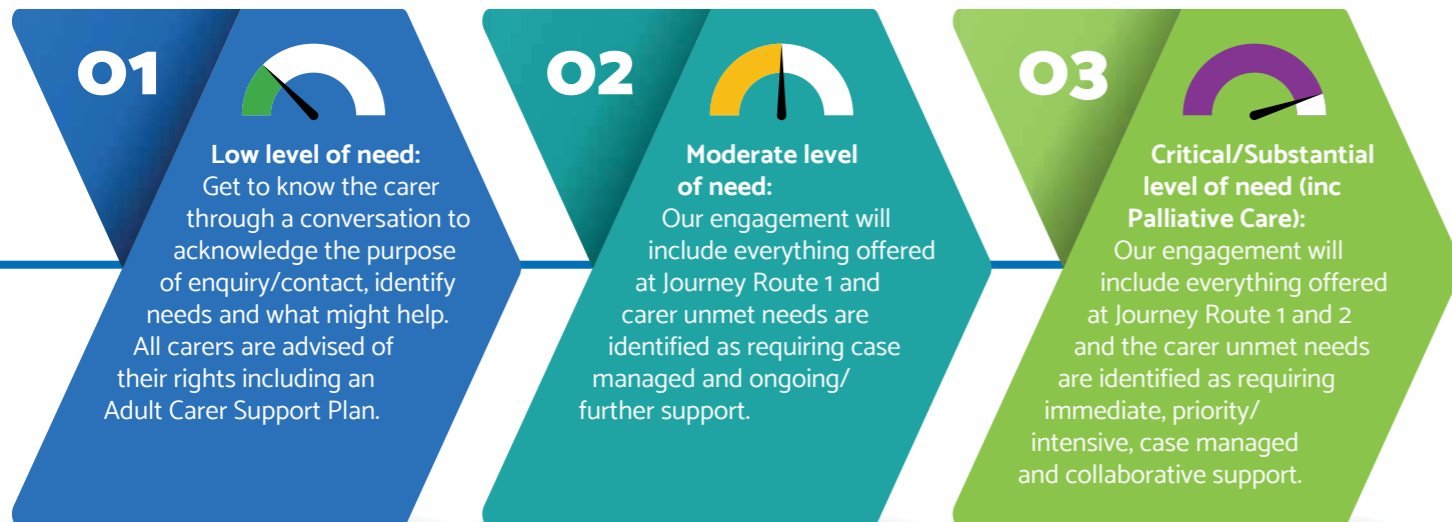 01
Low level of need:
Get to know the carer
through a conversation to
acknowledge the purpose
of enquiry/contact, identify
needs and what might help.
All carers are advised of
their rights including an
Adult Carer Support Plan.
02
Moderate level
of need:
Our engagement will
include everything offered
at Journey Route 1 and
carer unmet needs are
identified as requiring case
managed and ongoing/
further support.
03
Critical/Substantial
level of need (inc
Palliative Care):
Our engagement will
include everything offered
at Journey Route 1 and 2
and the carer unmet needs
are identified as requiring
immediate, priority/
intensive, case managed
and collaborative support.